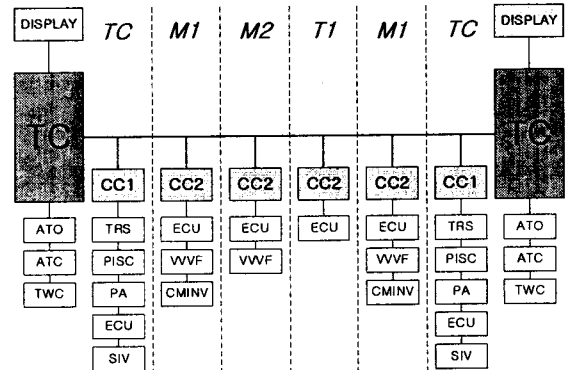 DISPLAY TC M1 M2 T1 M1 TC DISPLAY
TC TC
CC1 CC2 CC2 CC2 CC2 CC1
ATO TRS ECU ECU ECU ECU TRS ATO
ATC PISC VVVF VVVF VVVF PISC ATC
TWC PA CMINV CMINV PA TWC
ECU ECU
SIV SIV